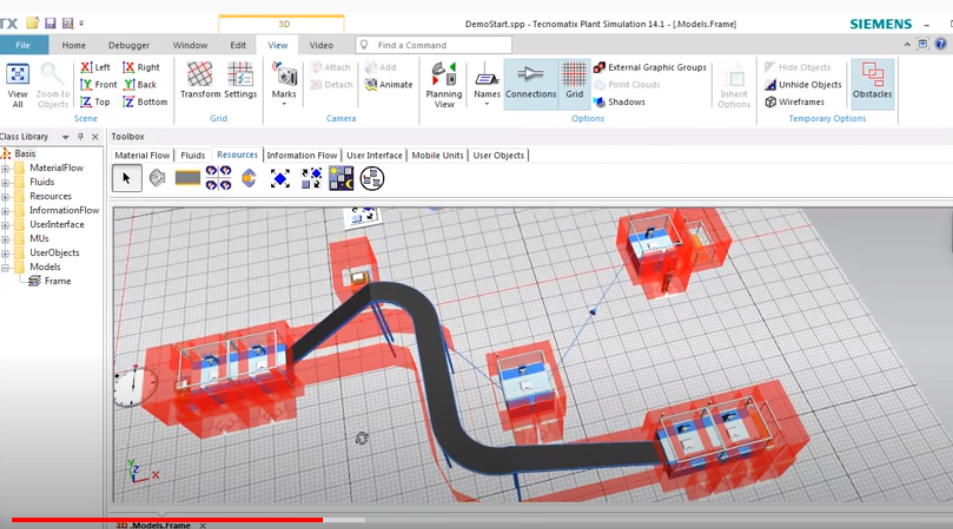 TX
3D
DemoStart.spp - Tecnomatix Plant Simulation 14.1 - [.Models.Frame]
SIEMENS
File Home Debugger Window Edit View Video Find a Command
Left Right Attach Add External Graphic Groups Hide Objects
Front Back Detach Animate Point Clouds Unhide Objects
Top Bottom Shadows Wireframes
View All
Zoom to Objects
Transform
Settings
Marks
Planning View
Names
Connections
Grid
Inherit Options
Obstacles
Scene Grid Camera Options Temporary Options
Class Library Toolbox
Basis
MaterialFlow
Fluids
Resources
InformationFlow
UserInterface
MUs
UserObjects
Models
Frame
Material Flow Fluids Resources Information Flow User Interface Mobile Units User Objects
Z
X
3D .Models.Frame